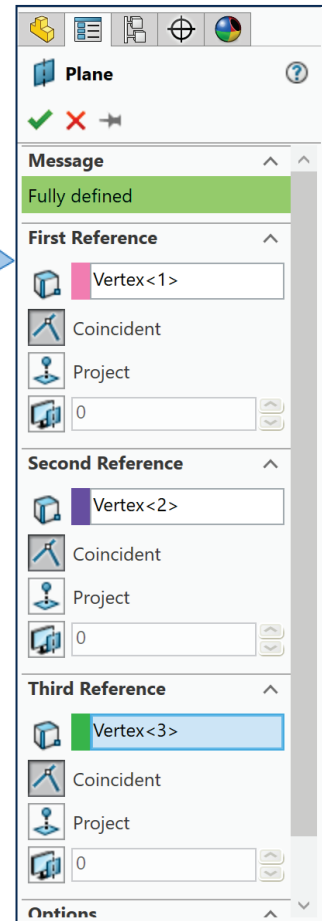 Plane
Message
Fully defined
First Reference
Vertex<1>
Coincident
Project
0
Second Reference
Vertex<2>
Coincident
Project
0
Third Reference
Vertex<3>
Coincident
Project
0
Options